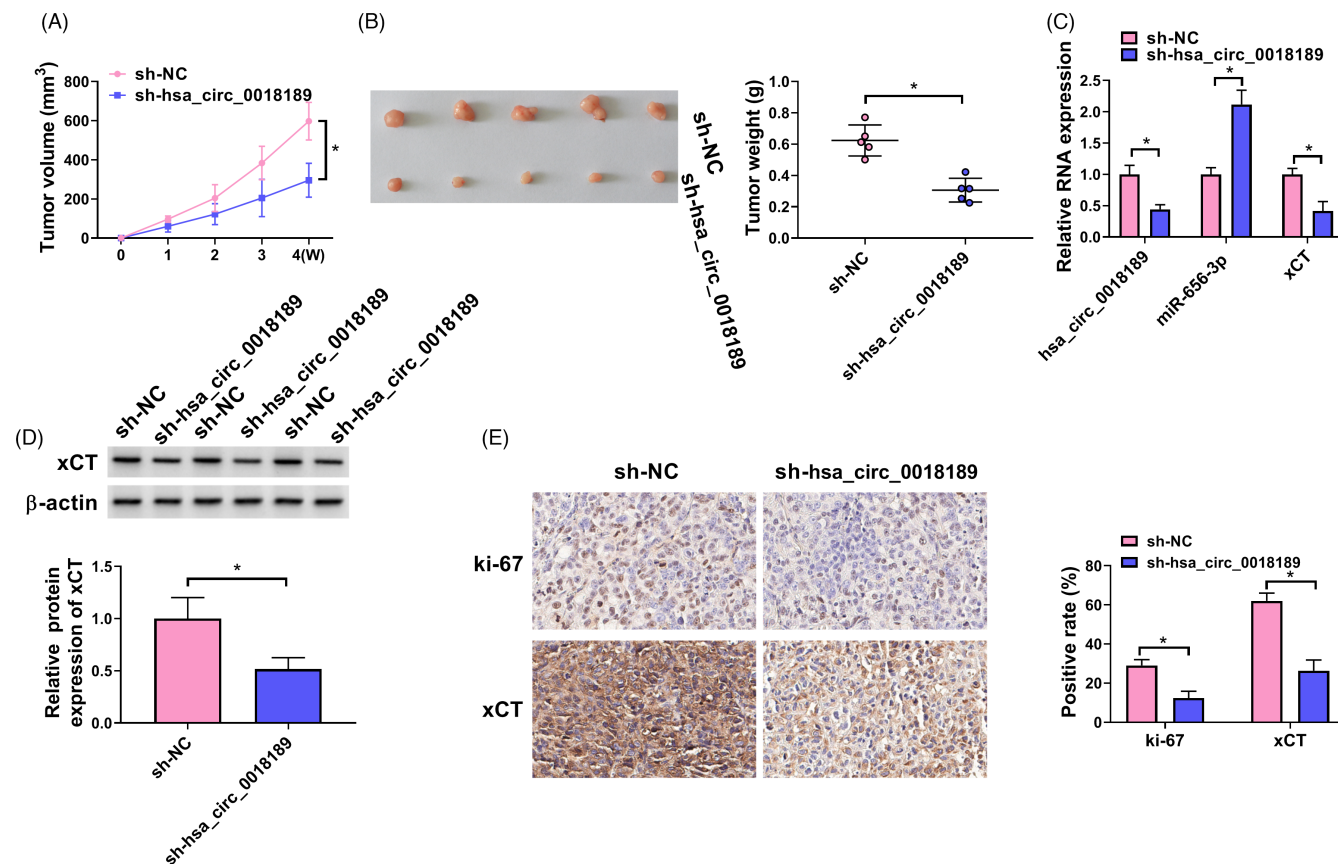 (A)
sh-NC
sh-hsa_circ_0018189
Tumor volume (mm3)
800
600
400
200
0
*
0 1 2 3 4(W)
(B)
sh-NC
sh-hsa_circ_0018189
Tumor weight (g)
1.0
0.8
0.6
0.4
0.2
0.0
*
sh-NC
sh-hsa_circ_0018189
(C)
sh-NC
sh-hsa_circ_0018189
Relative RNA expression
2.5
2.0
1.5
1.0
0.5
0.0
* * *
hsa_circ_0018189
miR-656-3p
xCT
(D)
sh-NC
sh-hsa_circ_0018189
sh-NC
sh-hsa_circ_0018189
sh-NC
sh-hsa_circ_0018189
xCT
β-actin
Relative protein
expression of xCT
1.5
1.0
0.5
0.0
*
sh-NC
sh-hsa_circ_0018189
(E)
sh-NC sh-hsa_circ_0018189
ki-67
xCT
sh-NC
sh-hsa_circ_0018189
Positive rate (%)
80
60
40
20
0
* *
ki-67 xCT